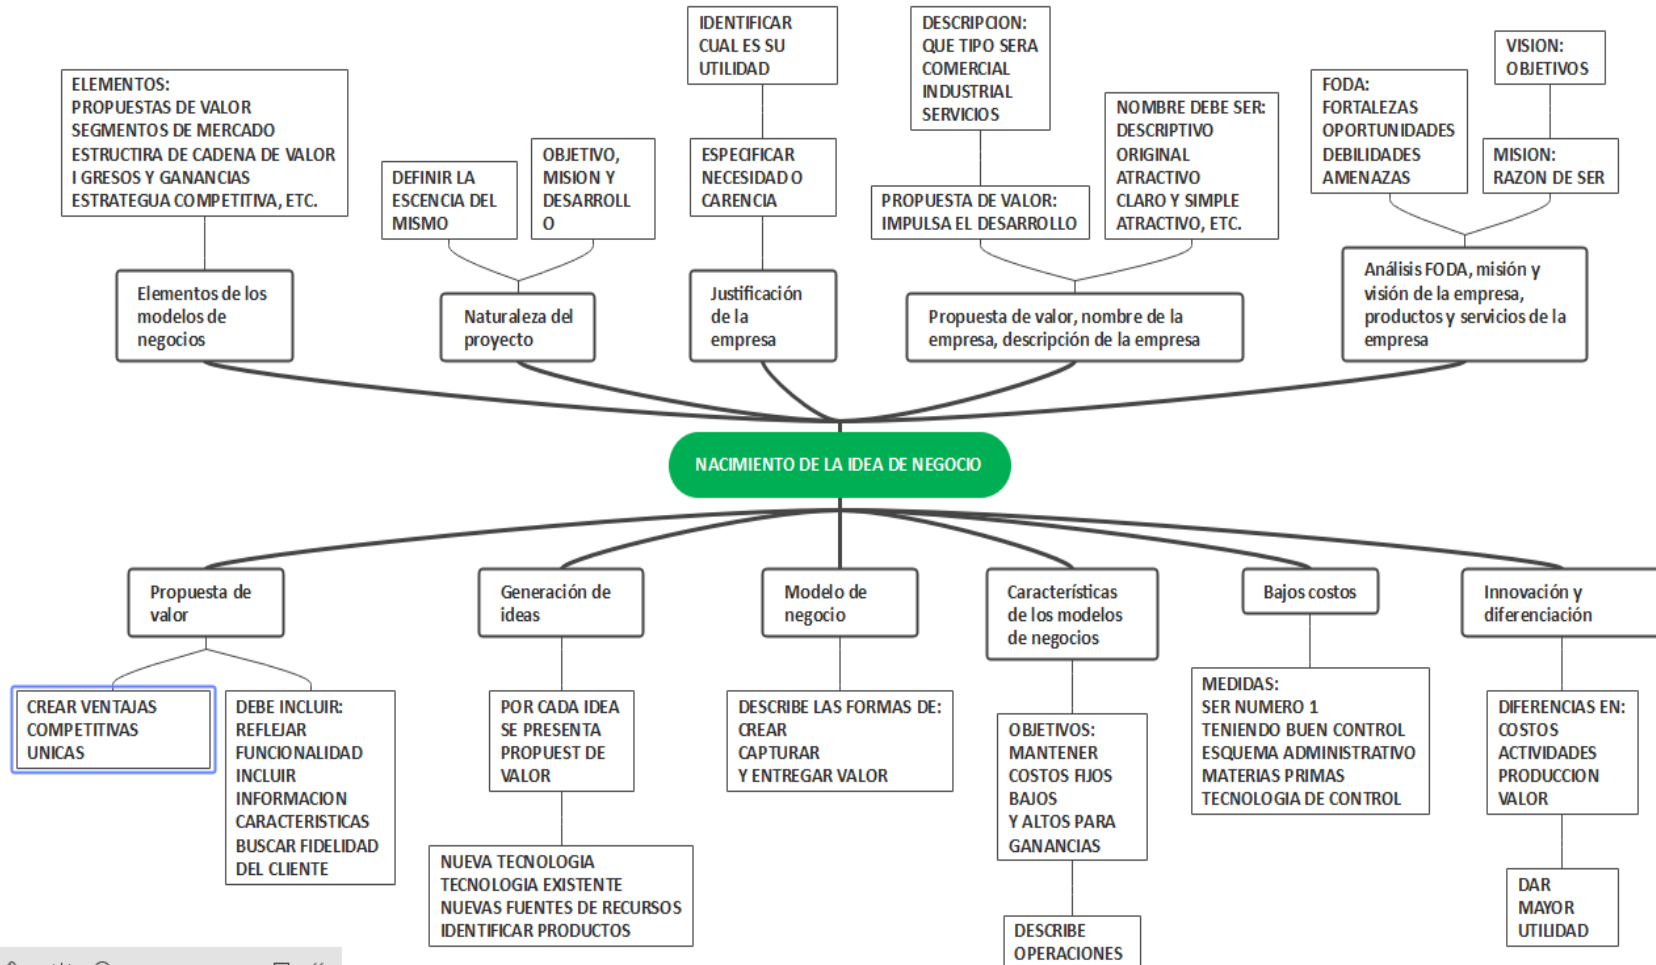 ELEMENTOS:
PROPUESTAS DE VALOR
SEGMENTOS DE MERCADO
ESTRUCTIRA DE CADENA DE VALOR
I GRESOS Y GANANCIAS
ESTRATEGUA COMPETITIVA, ETC.
Elementos de los
modelos de
negocios
DEFINIR LA
ESCENCIA DEL
MISMO
OBJETIVO,
MISION Y
DESARROLL
O
Naturaleza del
proyecto
IDENTIFICAR
CUAL ES SU
UTILIDAD
ESPECIFICAR
NECESIDAD O
CARENCIA
Justificación
de la
empresa
DESCRIPCION:
QUE TIPO SERA
COMERCIAL
INDUSTRIAL
SERVICIOS
PROPUESTA DE VALOR:
IMPULSA EL DESARROLLO
NOMBRE DEBE SER:
DESCRIPTIVO
ORIGINAL
ATRACTIVO
CLARO Y SIMPLE
ATRACTIVO, ETC.
Propuesta de valor, nombre de la
empresa, descripción de la empresa
FODA:
FORTALEZAS
OPORTUNIDADES
DEBILIDADES
AMENAZAS
VISION:
OBJETIVOS
MISION:
RAZON DE SER
Análisis FODA, misión y
visión de la empresa,
productos y servicios de la
empresa
NACIMIENTO DE LA IDEA DE NEGOCIO
Propuesta de
valor
CREAR VENTAJAS
COMPETITIVAS
UNICAS
DEBE INCLUIR:
REFLEJAR
FUNCIONALIDAD
INCLUIR
INFORMACION
CARACTERISTICAS
BUSCAR FIDELIDAD
DEL CLIENTE
Generación de
ideas
POR CADA IDEA
SE PRESENTA
PROPUEST DE
VALOR
NUEVA TECNOLOGIA
TECNOLOGIA EXISTENTE
NUEVAS FUENTES DE RECURSOS
IDENTIFICAR PRODUCTOS
Modelo de
negocio
DESCRIBE LAS FORMAS DE:
CREAR
CAPTURAR
Y ENTREGAR VALOR
Características
de los modelos
de negocios
OBJETIVOS:
MANTENER
COSTOS FIJOS
BAJOS
Y ALTOS PARA
GANANCIAS
DESCRIBE
OPERACIONES
Bajos costos
MEDIDAS:
SER NUMERO 1
TENIENDO BUEN CONTROL
ESQUEMA ADMINISTRATIVO
MATERIAS PRIMAS
TECNOLOGIA DE CONTROL
Innovación y
diferenciación
DIFERENCIAS EN:
COSTOS
ACTIVIDADES
PRODUCCION
VALOR
DAR
MAYOR
UTILIDAD